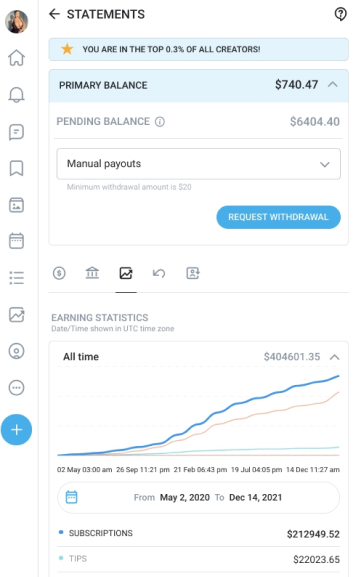 STATEMENTS
YOU ARE IN THE TOP 0.3% OF ALL CREATORS!
PRIMARY BALANCE $740.47
PENDING BALANCE $6404.40
Manual payouts
Minimum withdrawal amount is $20
REQUEST WITHDRAWAL
EARNING STATISTICS
Date/Time shown in UTC time zone
All time $404601.35
02 May 03:00 am 26 Sep 11:21 pm 21 Feb 06:43 pm 19 Jul 04:05 pm 14 Dec 11:27 am
From May 2, 2020 To Dec 14, 2021
SUBSCRIPTIONS $212949.52
TIPS $22023.65